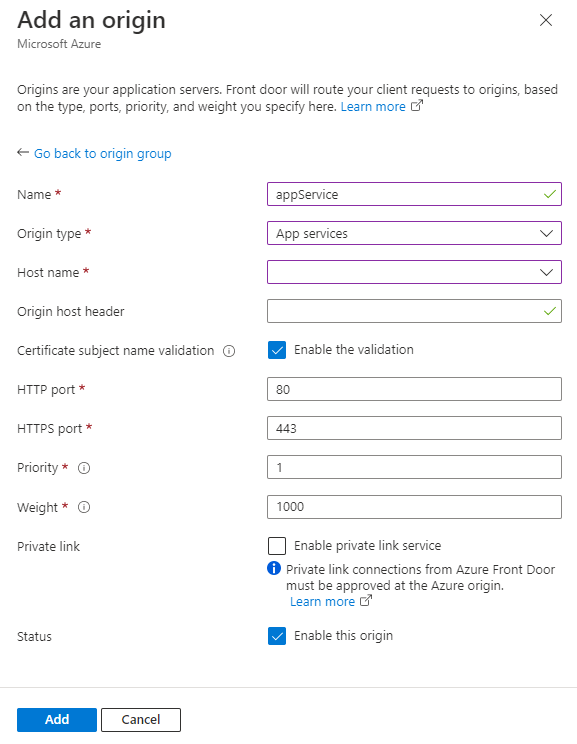 Add an origin
Microsoft Azure
Origins are your application servers. Front door will route your client requests to origins, based
on the type, ports, priority, and weight you specify here. Learn more
Go back to origin group
Name *
appService
Origin type *
App services
Host name *
Origin host header
Certificate subject name validation
Enable the validation
HTTP port *
80
HTTPS port *
443
Priority *
1
Weight *
1000
Private link
Enable private link service
Private link connections from Azure Front Door
must be approved at the Azure origin.
Learn more
Status
Enable this origin
Add
Cancel